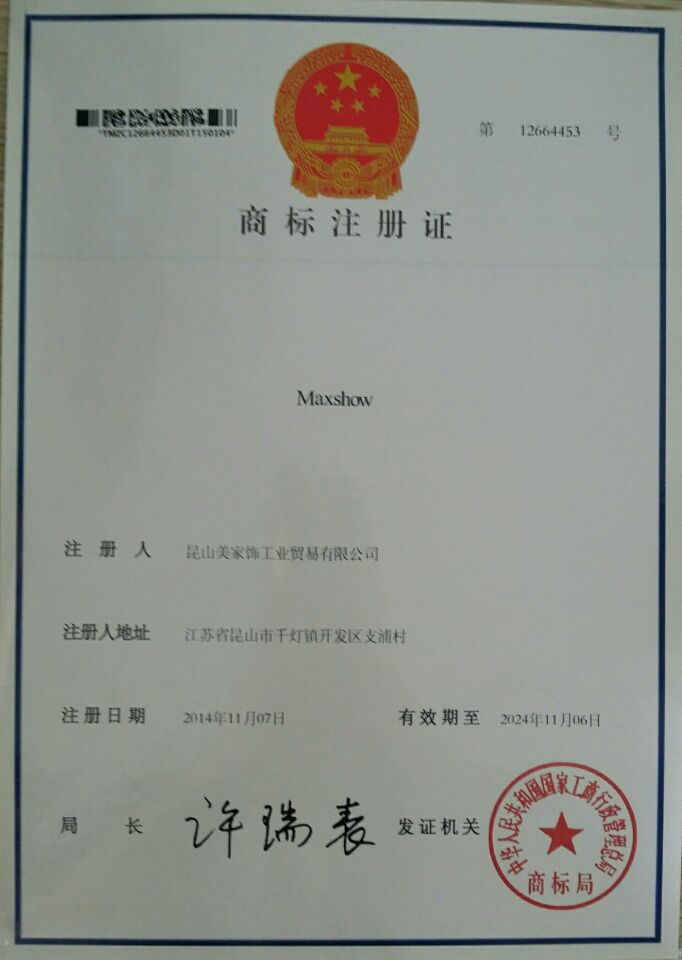 *TMZC12664453D01T150104*
第 12664453 号
商标注册证
Maxshow
注册人 昆山美家饰工业贸易有限公司
注册人地址 江苏省昆山市千灯镇开发区支浦村
注册日期 2014年11月07日 有效期至 2024年11月06日
局长 许瑞表 发证机关
中华人民共和国国家工商行政管理总局
商标局